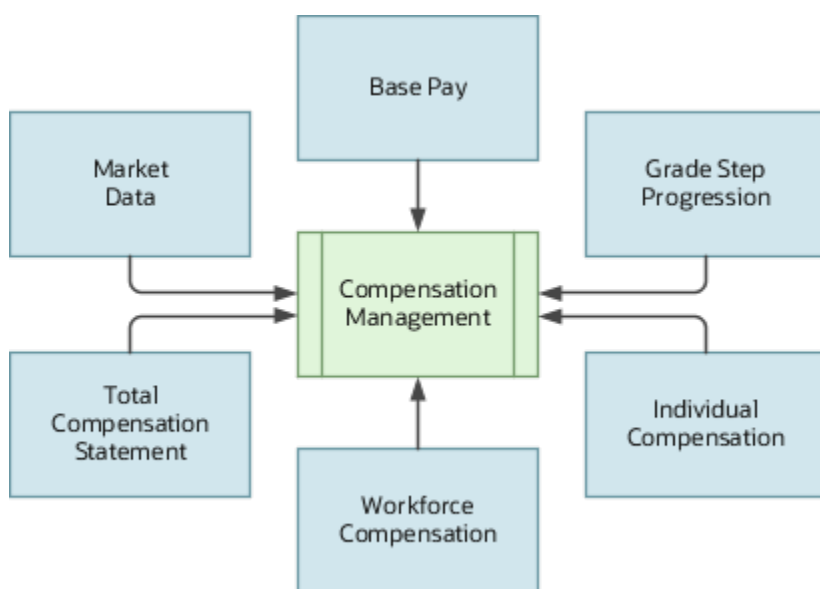 Base Pay
Market
Data
Grade Step
Progression
Compensation
Management
Total
Compensation
Statement
Individual
Compensation
Workforce
Compensation